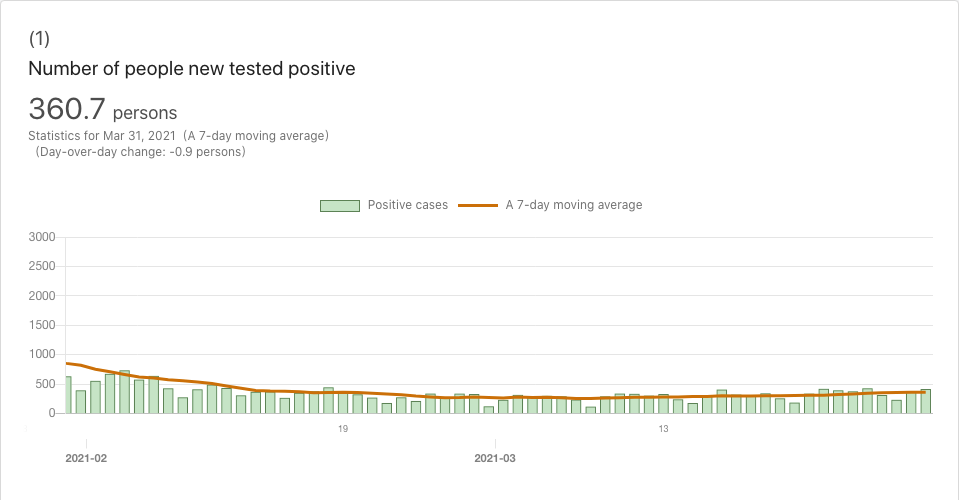 (1)
Number of people new tested positive
360.7 persons
Statistics for Mar 31, 2021 (A 7-day moving average)
(Day-over-day change: -0.9 persons)
Positive cases A 7-day moving average
3000
2500
2000
1500
1000
500
0
19 13
2021-02 2021-03